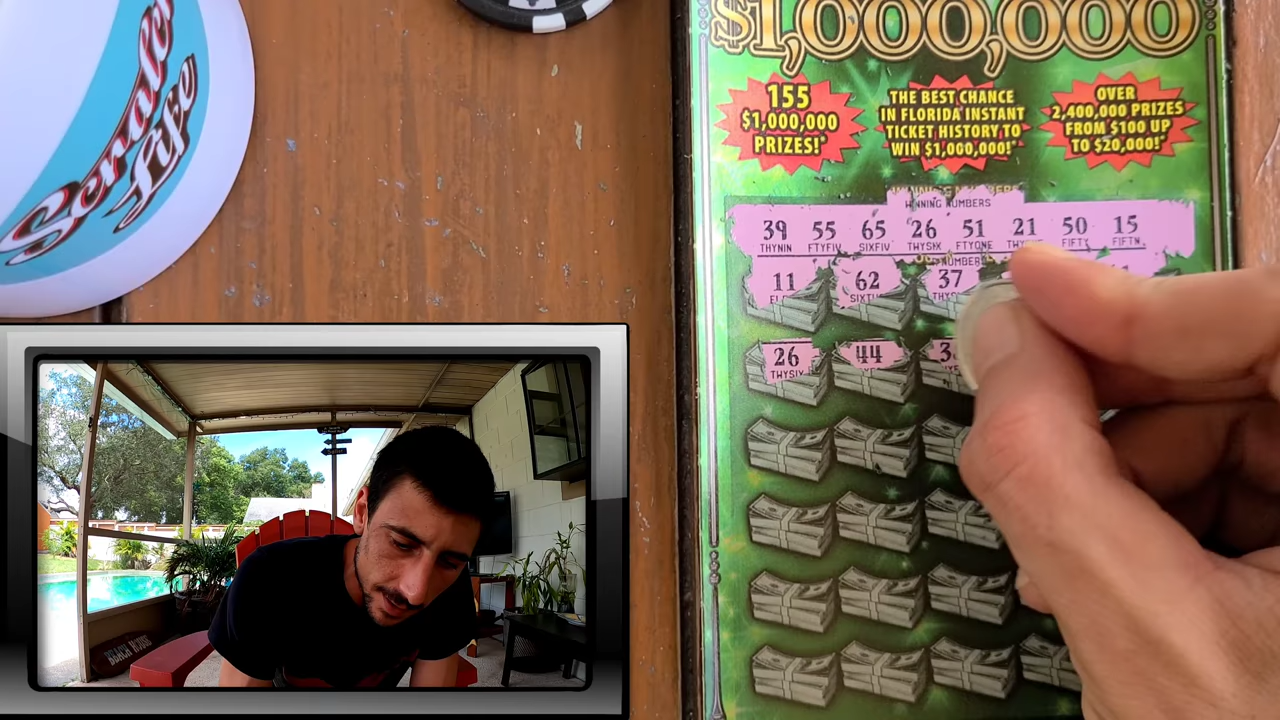 Scratch
Life
$1,000,000
155
$1,000,000
PRIZES!*
THE BEST CHANCE
IN FLORIDA INSTANT
TICKET HISTORY TO
WIN $1,000,000!*
OVER
2,400,000 PRIZES
FROM $100 UP
TO $20,000!*
WINNING NUMBERS
39 55 65 26 51 21 50 15
THYNIN FTYFIV SIXFIV FTYONE FIFTY FIFTN
NUMBERS
11 62 37
26 44
BEACH HOUSE